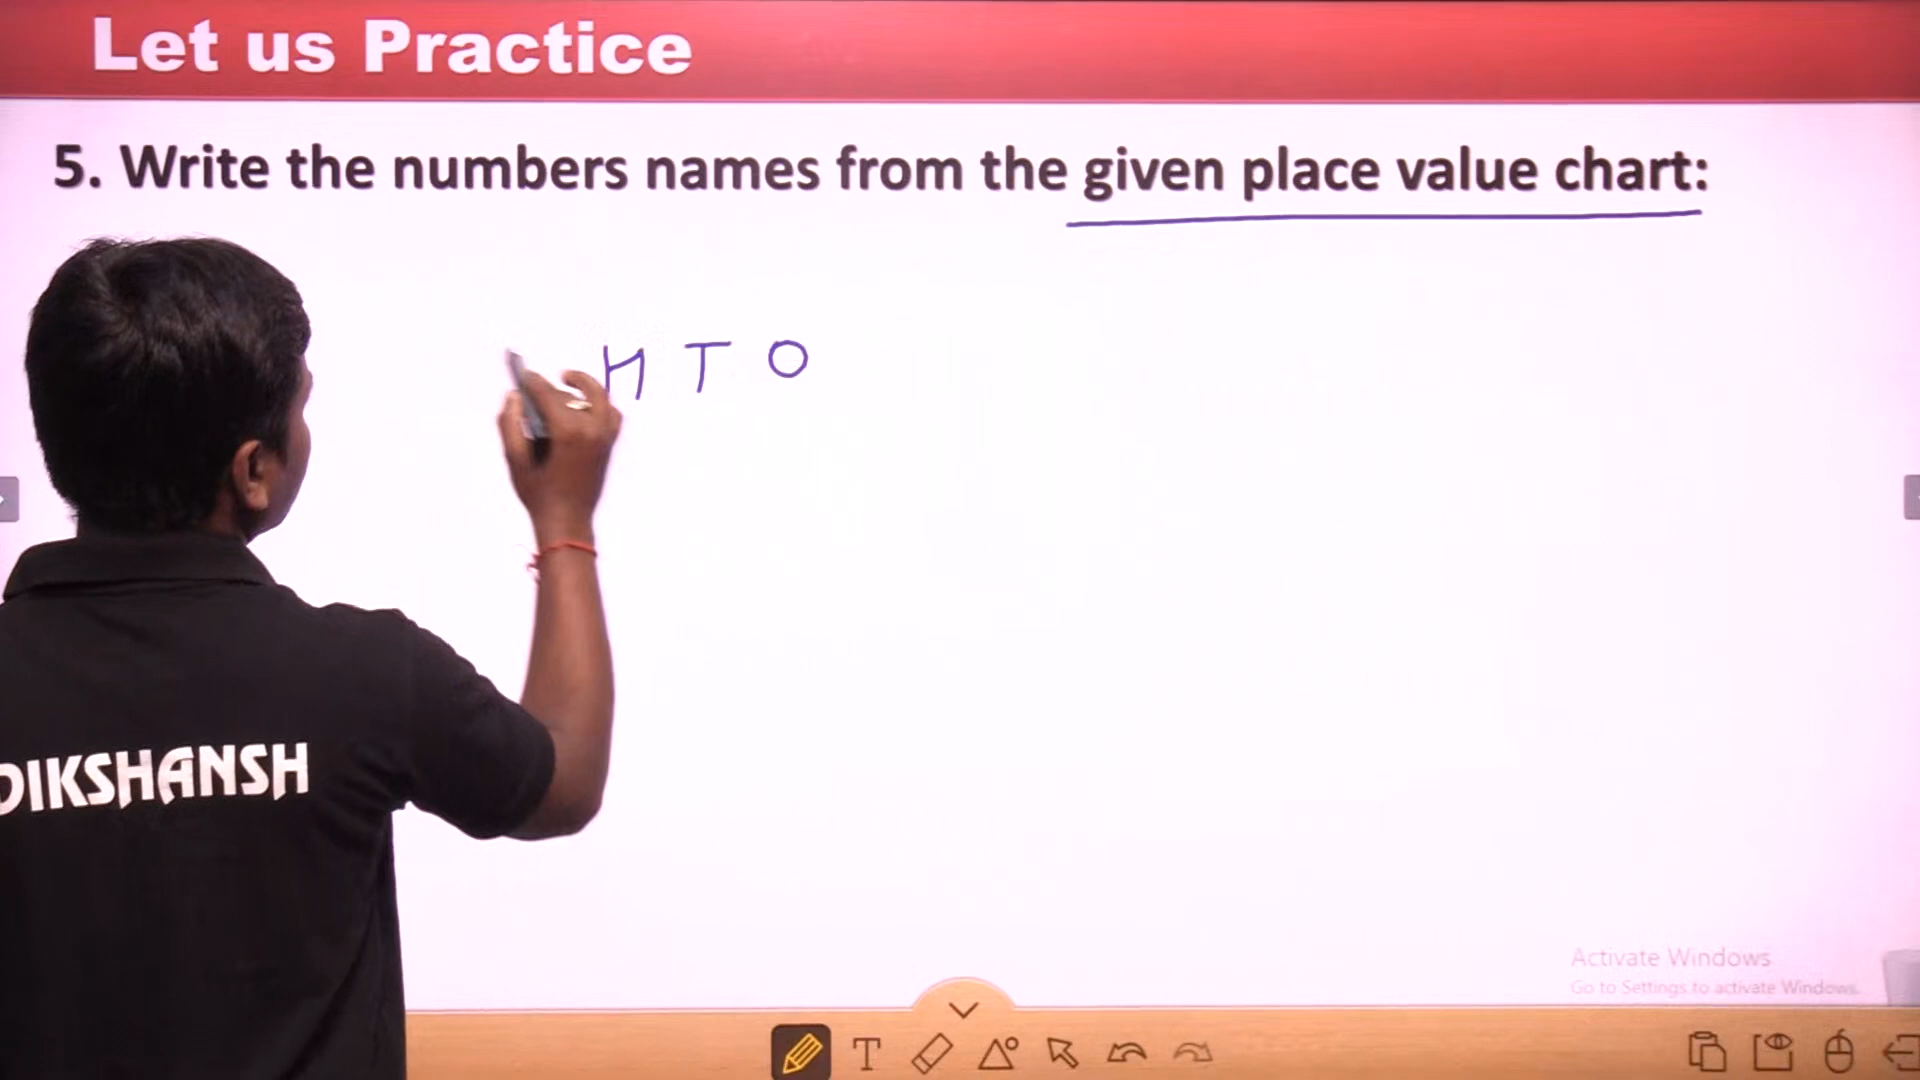 Let us Practice
5. Write the numbers names from the given place value chart:
H T O
DIKSHANSH
Activate Windows
Go to Settings to activate Windows.
T